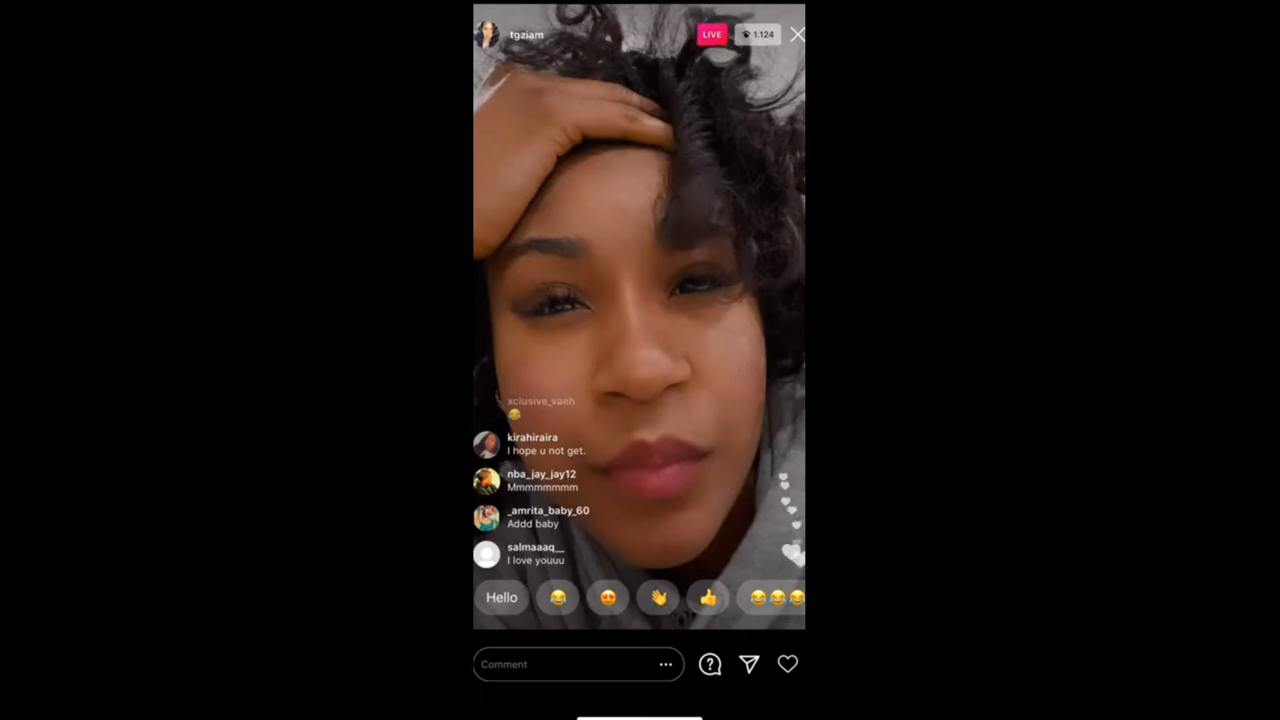 tgziam
LIVE
1.124
xclusive_vaeh
😂
kirahiraira
I hope u not get.
nba_jay_jay12
Mmmmmmmm
_amrita_baby_60
Addd baby
salmaaaq__
I love youuu
Hello 😂 😍 👋 👍 😂😂😂
Comment